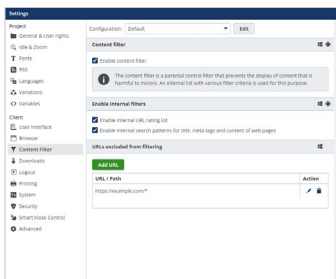 Settings
Project
General & User rights
Idle & Zoom
Fonts
RSS
Languages
Variations
Variables
Client
User Interface
Browser
Content Filter
Downloads
Logout
Printing
System
Security
Smart Kiosk Control
Advanced
Configuration: Default Edit
Content filter
Enable content filter
The content filter is a parental control filter that prevents the display of content that is
harmful to minors. An internal list with various filter criteria is used for this purpose.
Enable internal filters
Enable internal URL rating list
Enable internal search patterns for title, meta tags and content of web pages
URLs excluded from filtering
Add URL
URL / Path Action
https://example.com/*